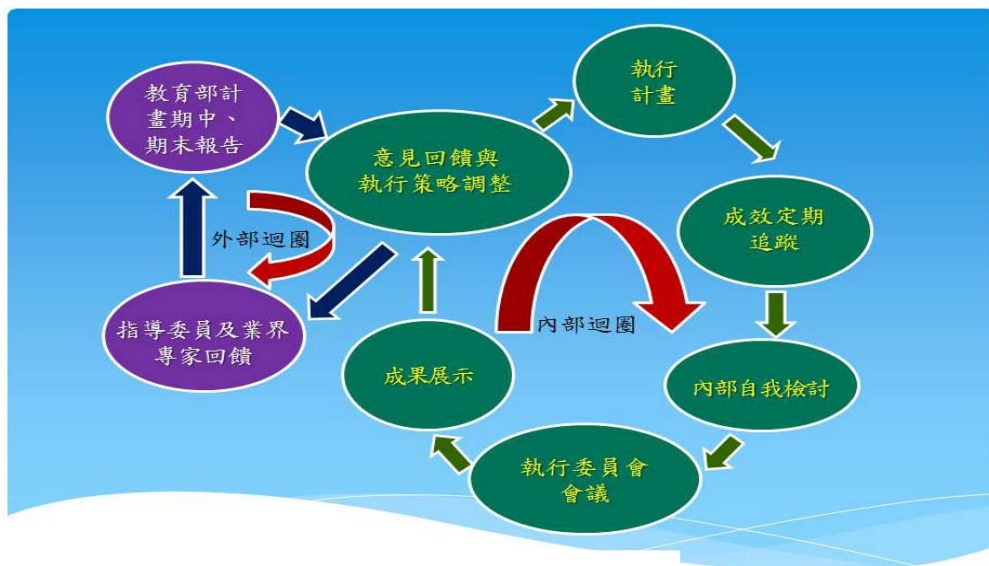 教育部計
畫期中、
期末報告
執行
計畫
意見回饋與
執行策略調整
成效定期
追蹤
外部迴圈
指導委員及業界
專家回饋
內部迴圈
成果展示
內部自我檢討
執行委員會
會議